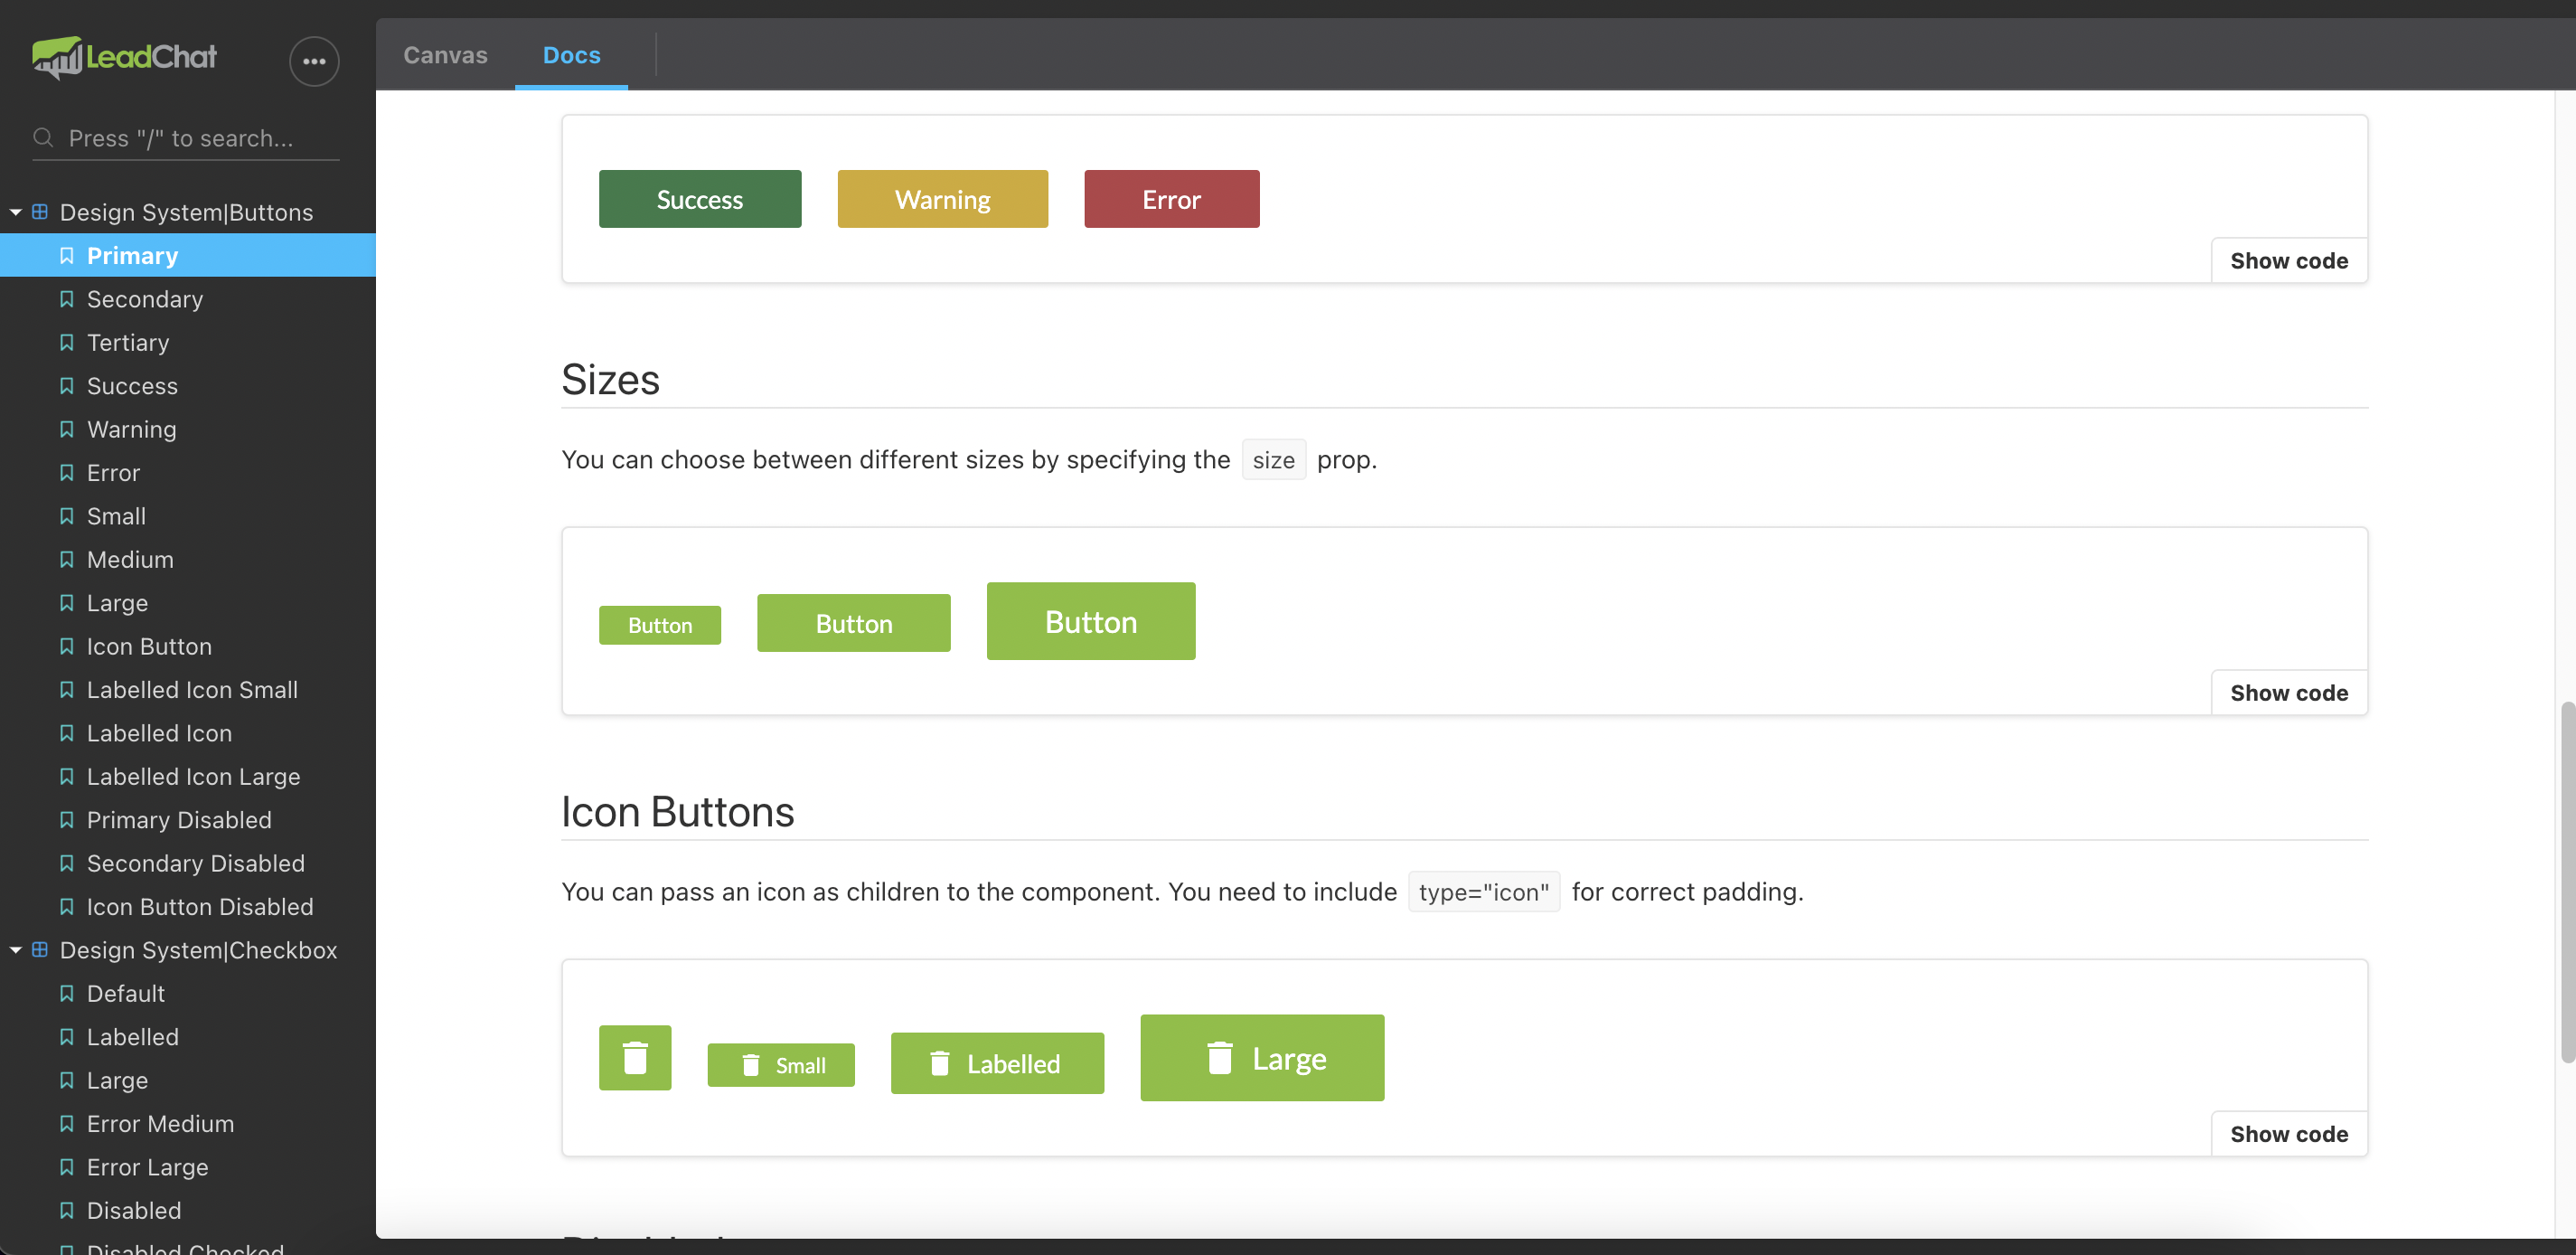 LeadChat
Press "/" to search...
Design System|Buttons
Primary
Secondary
Tertiary
Success
Warning
Error
Small
Medium
Large
Icon Button
Labelled Icon Small
Labelled Icon
Labelled Icon Large
Primary Disabled
Secondary Disabled
Icon Button Disabled
Design System|Checkbox
Default
Labelled
Large
Error Medium
Error Large
Disabled
Disabled Checked
Canvas Docs
Success Warning Error
Show code
Sizes
You can choose between different sizes by specifying the size prop.
Button Button Button
Show code
Icon Buttons
You can pass an icon as children to the component. You need to include type="icon" for correct padding.
Small Labelled Large
Show code